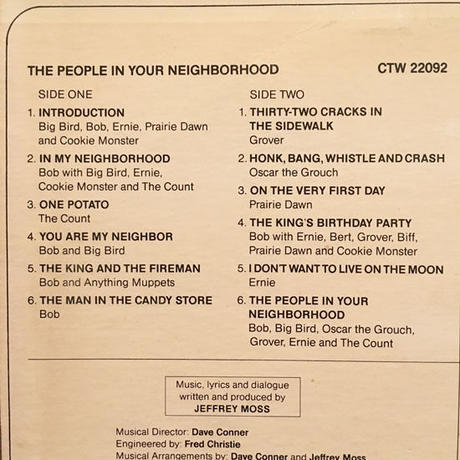 THE PEOPLE IN YOUR NEIGHBORHOOD
CTW 22092
SIDE ONE
1. INTRODUCTION
Big Bird, Bob, Ernie, Prairie Dawn
and Cookie Monster
2. IN MY NEIGHBORHOOD
Bob with Big Bird, Ernie,
Cookie Monster and The Count
3. ONE POTATO
The Count
4. YOU ARE MY NEIGHBOR
Bob and Big Bird
5. THE KING AND THE FIREMAN
Bob and Anything Muppets
6. THE MAN IN THE CANDY STORE
Bob
SIDE TWO
1. THIRTY-TWO CRACKS IN
THE SIDEWALK
Grover
2. HONK, BANG, WHISTLE AND CRASH
Oscar the Grouch
3. ON THE VERY FIRST DAY
Prairie Dawn
4. THE KING'S BIRTHDAY PARTY
Bob with Ernie, Bert, Grover, Biff,
Prairie Dawn and Cookie Monster
5. I DON'T WANT TO LIVE ON THE MOON
Ernie
6. THE PEOPLE IN YOUR
NEIGHBORHOOD
Bob, Big Bird, Oscar the Grouch,
Grover, Ernie and The Count
Music, lyrics and dialogue
written and produced by
JEFFREY MOSS
Musical Director: Dave Conner
Engineered by: Fred Christie
Musical Arrangements by: Dave Conner and Jeffrey Moss